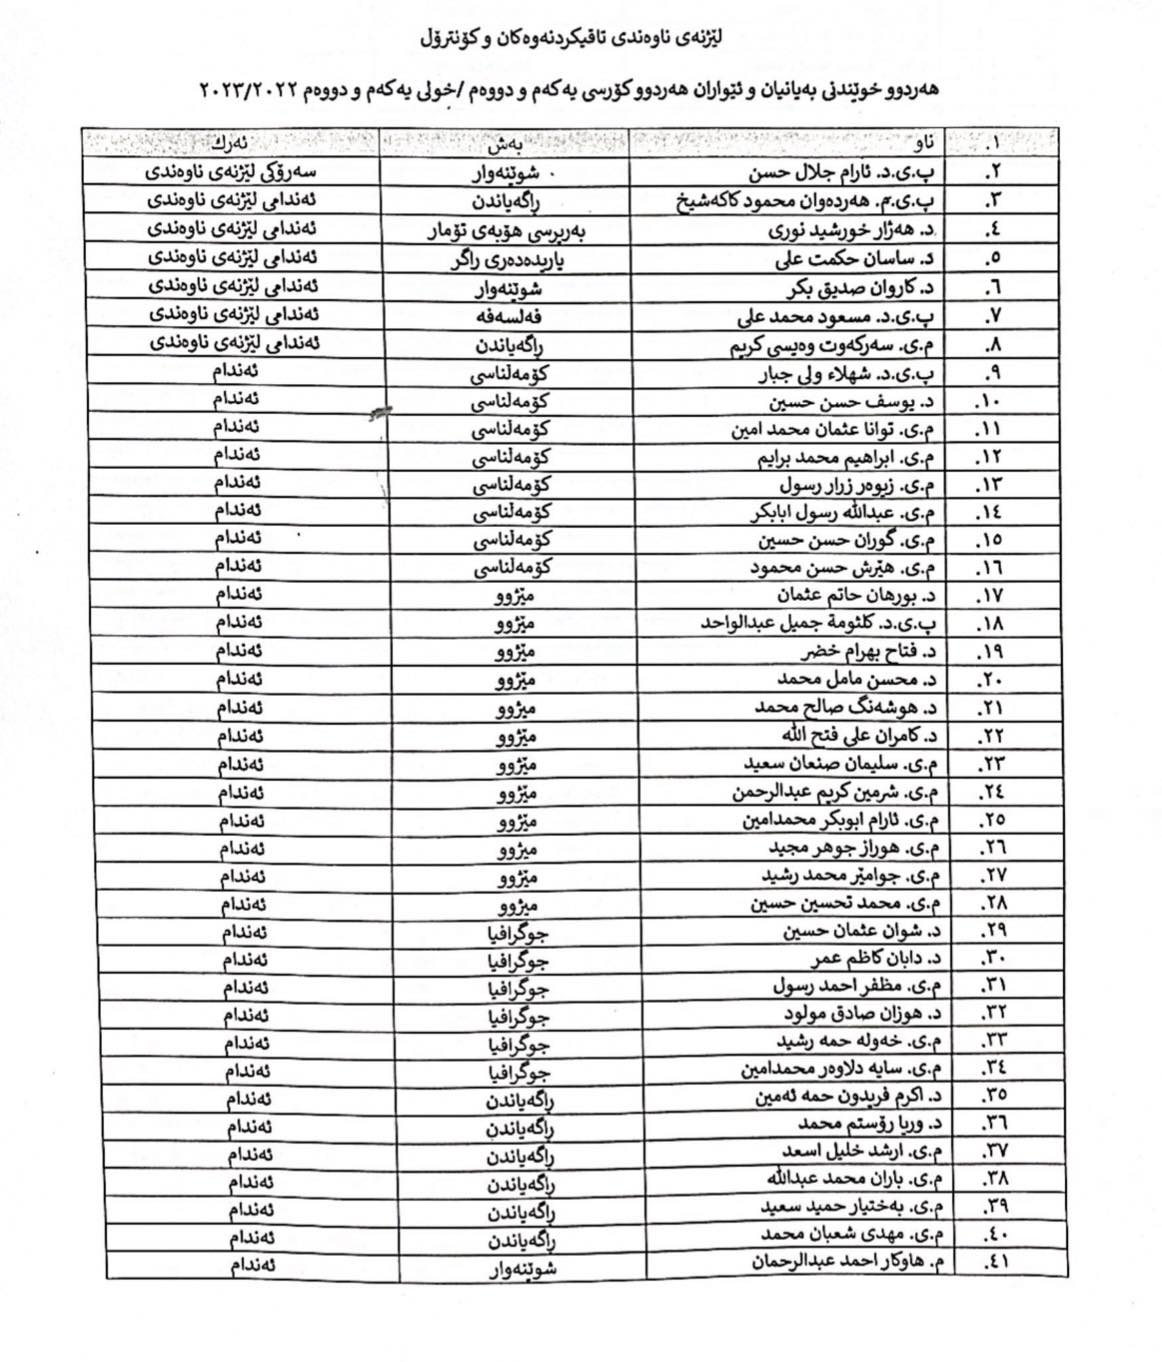 لێژنەی ناوەندی تاقیکردنەوەکان و کۆنترۆڵ
هەردوو خوێندنی بەیانیان و ئێواران هەردوو کۆرسی یەکەم و دووەم /خولی یەکەم و دووەم ٢٠٢٣/٢٠٢٢
١. ناو بەش ئەرك
٢. پ.ی.د. ئارام جلال حسن شوێنەوار سەرۆکی لێژنەی ناوەندی
٣. پ.ی.م. هەردەوان محمود کاکەشیخ ڕاگەیاندن ئەندامی لێژنەی ناوەندی
٤. د. هەژار خورشید نوری بەرپرسی هۆبەی تۆمار ئەندامی لێژنەی ناوەندی
٥. د. ساسان حکمت علی یاریدەدەری راگر ئەندامی لێژنەی ناوەندی
٦. د. کاروان صدیق بکر شوێنەوار ئەندامی لێژنەی ناوەندی
٧. پ.ی.د. مسعود محمد علی فەلسەفە ئەندامی لێژنەی ناوەندی
٨. م.ی. سەرکەوت وەیسی کریم ڕاگەیاندن ئەندامی لێژنەی ناوەندی
٩. پ.ی.د. شهلاء ولی جبار کۆمەڵناسی ئەندام
١٠. د. یوسف حسن حسین کۆمەڵناسی ئەندام
١١. م.ی. توانا عثمان محمد امین کۆمەڵناسی ئەندام
١٢. م.ی. ابراهیم محمد برایم کۆمەڵناسی ئەندام
١٣. م.ی. زیوەر زرار رسول کۆمەڵناسی ئەندام
١٤. م.ی. عبدالله رسول ابابکر کۆمەڵناسی ئەندام
١٥. م.ی. گوران حسن حسین کۆمەڵناسی ئەندام
١٦. م.ی. هێرش حسن محمود کۆمەڵناسی ئەندام
١٧. د. بورهان حاتم عثمان مێژوو ئەندام
١٨. پ.ی.د. کلثومة جمیل عبدالواحد مێژوو ئەندام
١٩. د. فتاح بهرام خضر مێژوو ئەندام
٢٠. د. محسن مامل محمد مێژوو ئەندام
٢١. د. هوشەنگ صالح محمد مێژوو ئەندام
٢٢. د. کامران علی فتح الله مێژوو ئەندام
٢٣. م.ی. سلیمان صنعان سعید مێژوو ئەندام
٢٤. م.ی. شرمین کریم عبدالرحمن مێژوو ئەندام
٢٥. م.ی. ئارام ابوبکر محمدامین مێژوو ئەندام
٢٦. م.ی. هوراز جوهر مجید مێژوو ئەندام
٢٧. م.ی. جوامێر محمد رشید مێژوو ئەندام
٢٨. م.ی. محمد تحسین حسین مێژوو ئەندام
٢٩. د. شوان عثمان حسین جوگرافیا ئەندام
٣٠. د. دابان کاظم عمر جوگرافیا ئەندام
٣١. م.ی. مظفر احمد رسول جوگرافیا ئەندام
٣٢. د. هوزان صادق مولود جوگرافیا ئەندام
٣٣. م.ی. خەولە حمە رشید جوگرافیا ئەندام
٣٤. م.ی. سایە دلاوەر محمدامین جوگرافیا ئەندام
٣٥. د. اکرم فریدون حمە ئەمین ڕاگەیاندن ئەندام
٣٦. د. وریا رۆستم محمد ڕاگەیاندن ئەندام
٣٧. م.ی. ارشد خلیل اسعد ڕاگەیاندن ئەندام
٣٨. م.ی. باران محمد عبدالله ڕاگەیاندن ئەندام
٣٩. م.ی. بەختیار حمید سعید ڕاگەیاندن ئەندام
٤٠. م.ی. مهدی شعبان محمد ڕاگەیاندن ئەندام
٤١. م. هاوکار احمد عبدالرحمان شوێنەوار ئەندام